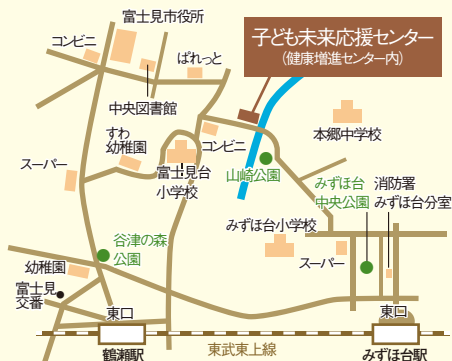 富士見市役所
コンビニ
ぱれっと
子ども未来応援センター
(健康増進センター内)
中央図書館
すわ
幼稚園
コンビニ
本郷中学校
スーパー
富士見台
小学校
山崎公園
みずほ台
中央公園
消防署
みずほ台分室
みずほ台小学校
谷津の森
公園
スーパー
幼稚園
富士見
交番
東口
東口
鶴瀬駅
東武東上線
みずほ台駅